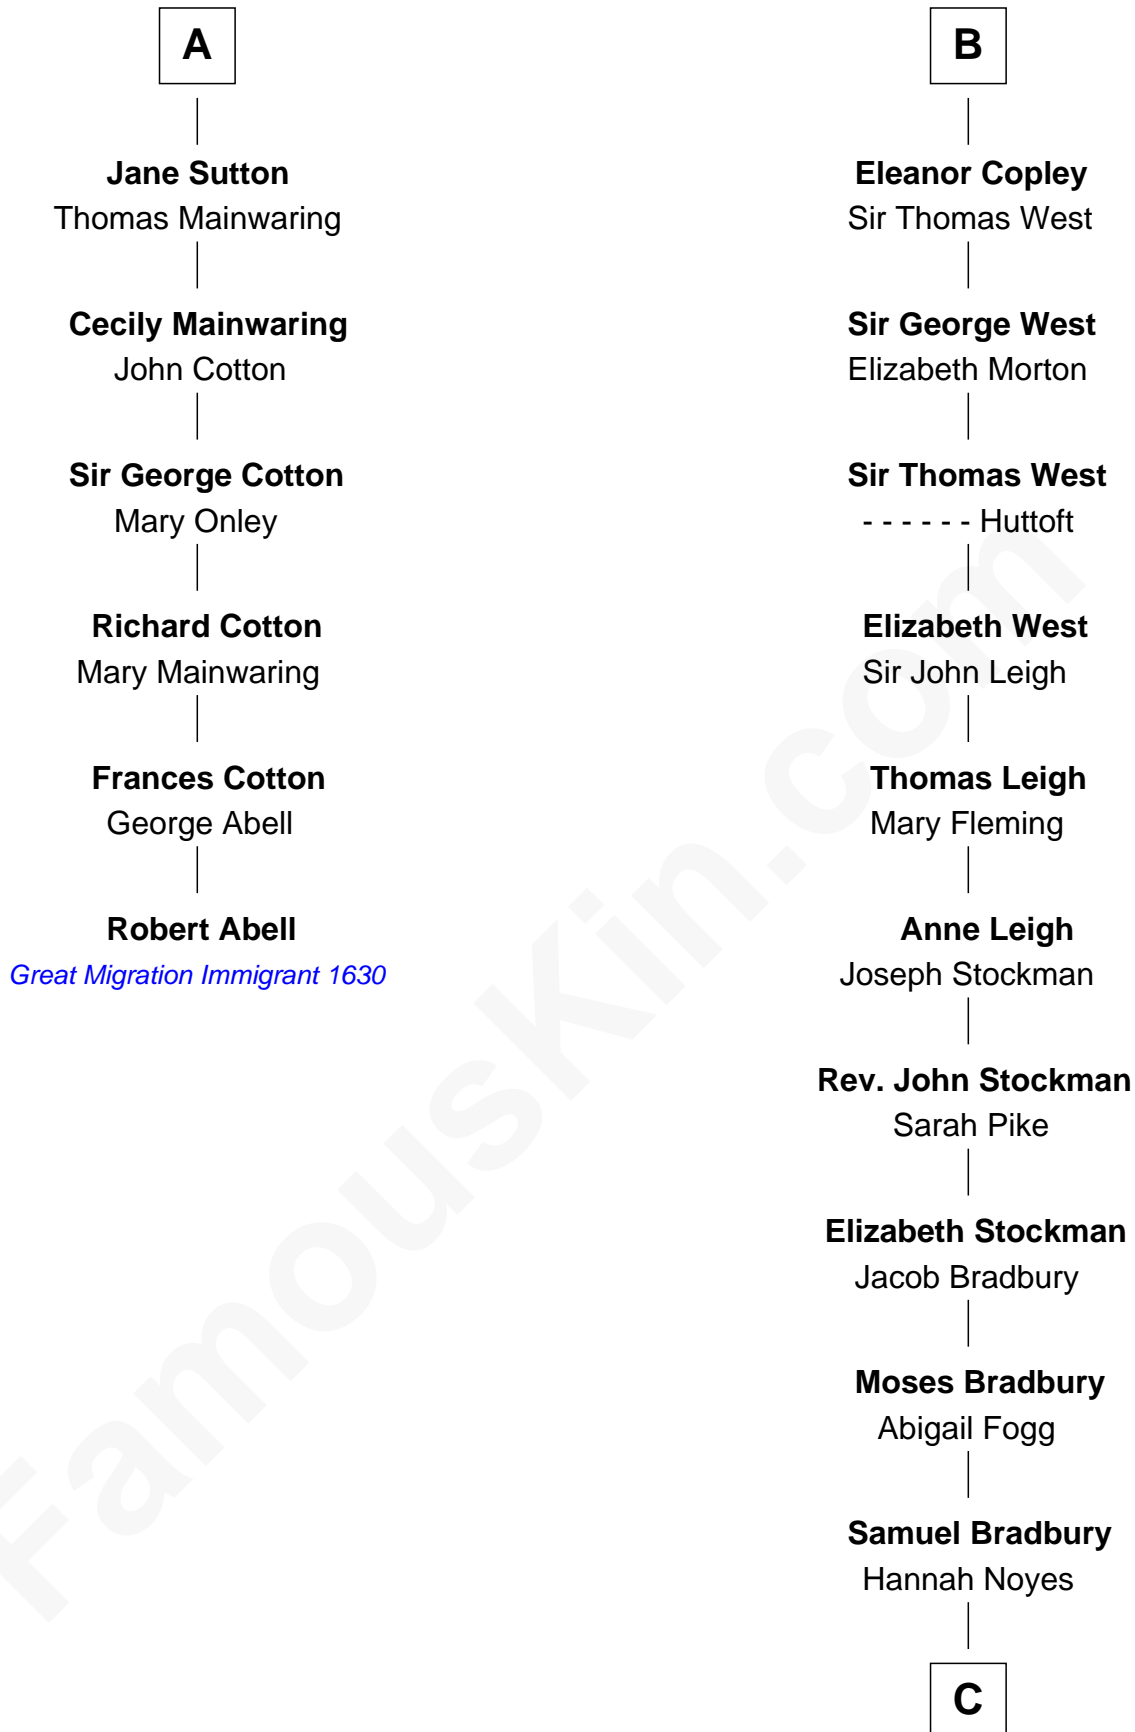 A
Jane Sutton
Thomas Mainwaring
Cecily Mainwaring
John Cotton
Sir George Cotton
Mary Onley
Richard Cotton
Mary Mainwaring
Frances Cotton
George Abell
Robert Abell
Great Migration Immigrant 1630
B
Eleanor Copley
Sir Thomas West
Sir George West
Elizabeth Morton
Sir Thomas West
- - - - - - Huttoft
Elizabeth West
Sir John Leigh
Thomas Leigh
Mary Fleming
Anne Leigh
Joseph Stockman
Rev. John Stockman
Sarah Pike
Elizabeth Stockman
Jacob Bradbury
Moses Bradbury
Abigail Fogg
Samuel Bradbury
Hannah Noyes
C
FamousKin.com